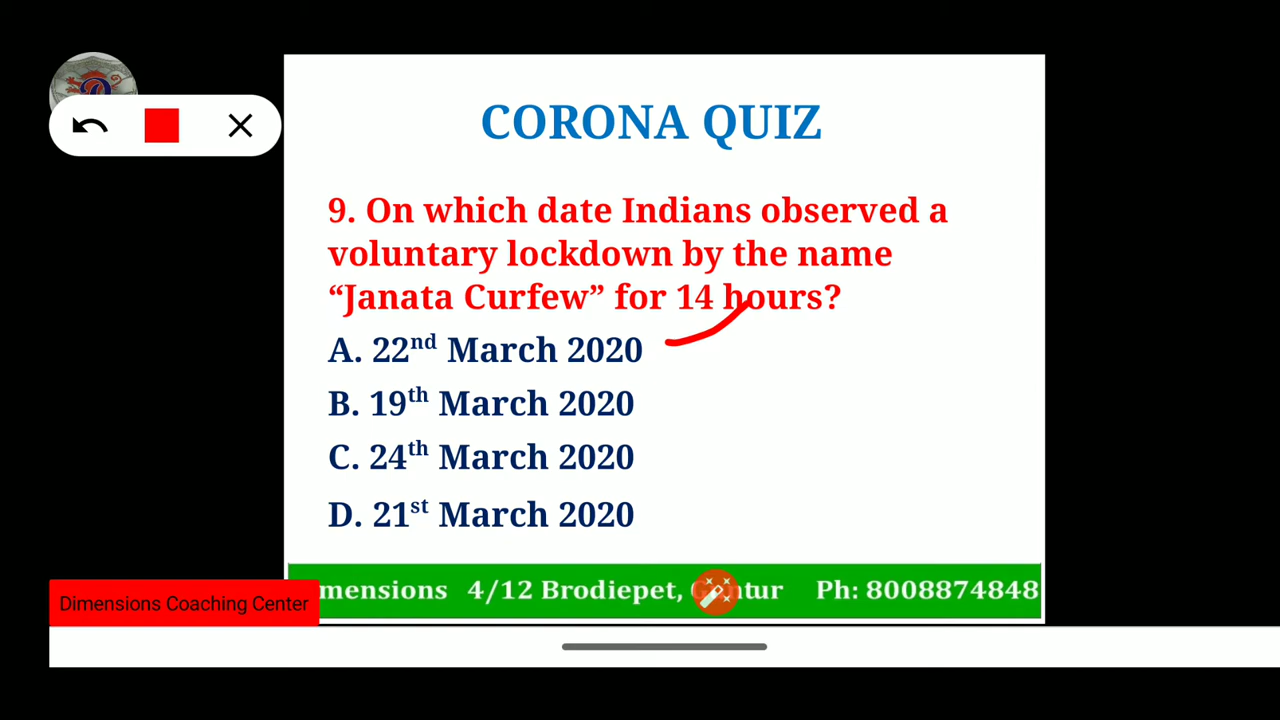 CORONA QUIZ
9. On which date Indians observed a
voluntary lockdown by the name
“Janata Curfew” for 14 hours?
A. 22nd March 2020
B. 19th March 2020
C. 24th March 2020
D. 21st March 2020
mensions 4/12 Brodiepet, Ph: 8008874848
Dimensions Coaching Center